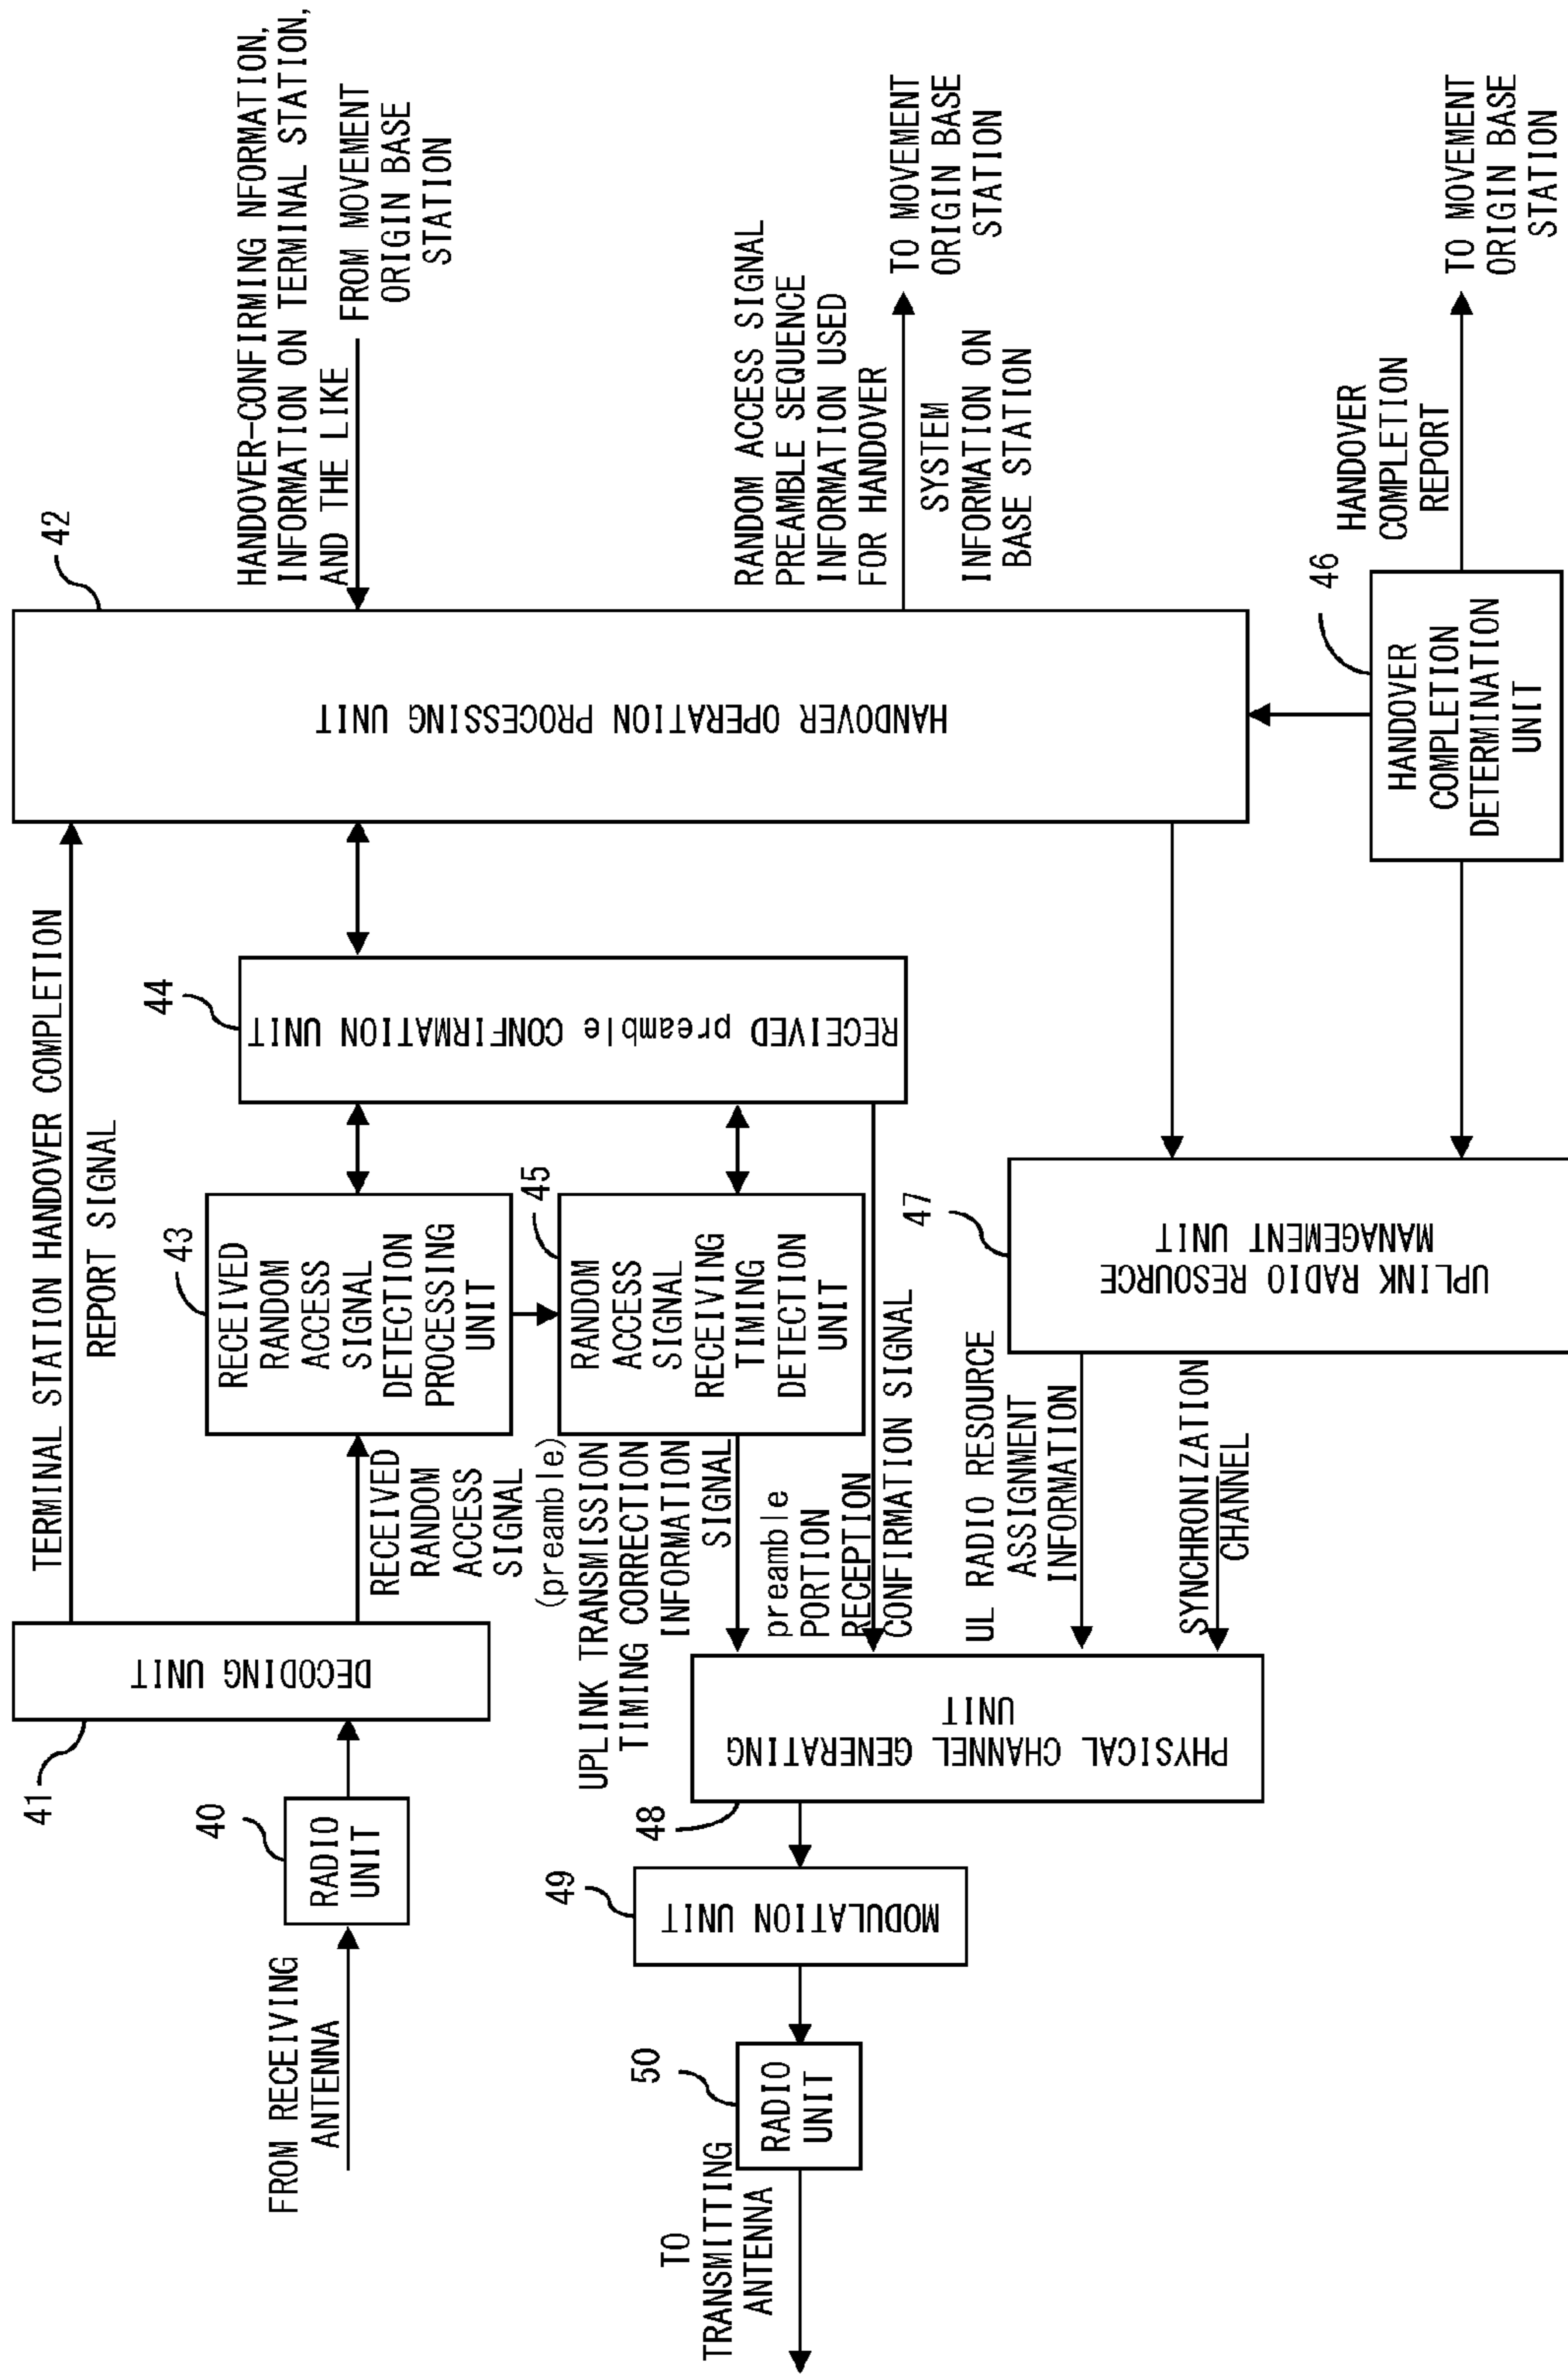 FROM RECEIVING
ANTENNA
40
RADIO
UNIT
41
DECODING UNIT
TERMINAL STATION HANDOVER COMPLETION
REPORT SIGNAL
RECEIVED
RANDOM
ACCESS
SIGNAL
(preamble)
43
RECEIVED
RANDOM
ACCESS
SIGNAL
DETECTION
PROCESSING
UNIT
44
RECEIVED preamble CONFIRMATION UNIT
42
HANDOVER OPERATION PROCESSING UNIT
HANDOVER-CONFIRMING NFORMATION,
INFORMATION ON TERMINAL STATION,
AND THE LIKE
FROM MOVEMENT
ORIGIN BASE
STATION
45
RANDOM
ACCESS
SIGNAL
RECEIVING
TIMING
DETECTION
UNIT
UPLINK TRANSMISSION
TIMING CORRECTION
INFORMATION
SIGNAL
preamble
PORTION
RECEPTION
CONFIRMATION SIGNAL
RANDOM ACCESS SIGNAL
PREAMBLE SEQUENCE
INFORMATION USED
FOR HANDOVER
SYSTEM
INFORMATION ON
BASE STATION
TO MOVEMENT
ORIGIN BASE
STATION
TO
TRANSMITTING
ANTENNA
50
RADIO
UNIT
49
MODULATION UNIT
48
PHYSICAL CHANNEL GENERATING
UNIT
UL RADIO RESOURCE
ASSIGNMENT
INFORMATION
SYNCHRONIZATION
CHANNEL
47
UPLINK RADIO RESOURCE
MANAGEMENT UNIT
46
HANDOVER
COMPLETION
DETERMINATION
UNIT
HANDOVER
COMPLETION
REPORT
TO MOVEMENT
ORIGIN BASE
STATION